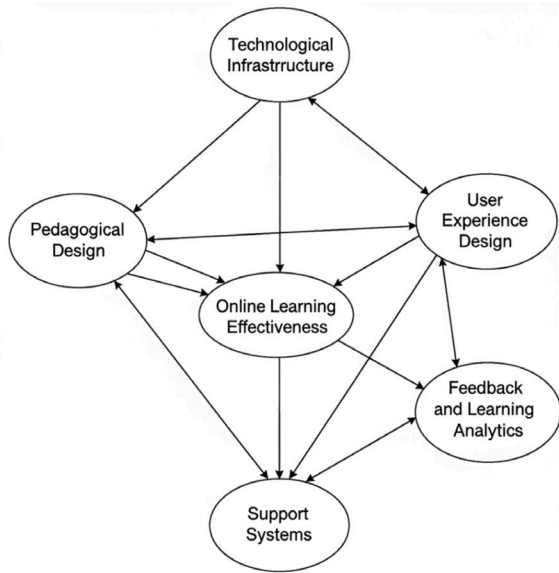 Technological
Infrastrructure
User
Experience
Design
Pedagogical
Design
Online Learning
Effectiveness
Feedback
and Learning
Analytics
Support
Systems